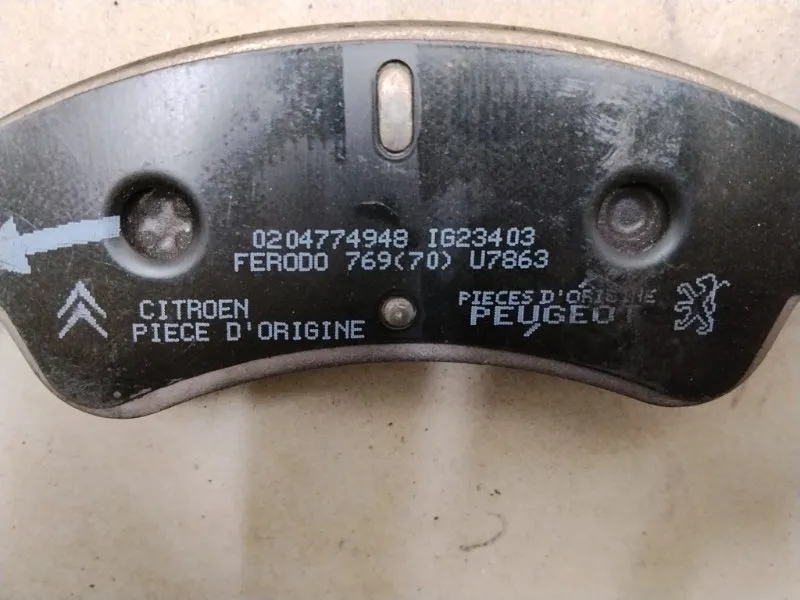 0204774948 IG23403
FERODO 769(70) U7863
CITROEN
PIECE D'ORIGINE
PIECES D'ORIGINE
PEUGEOT